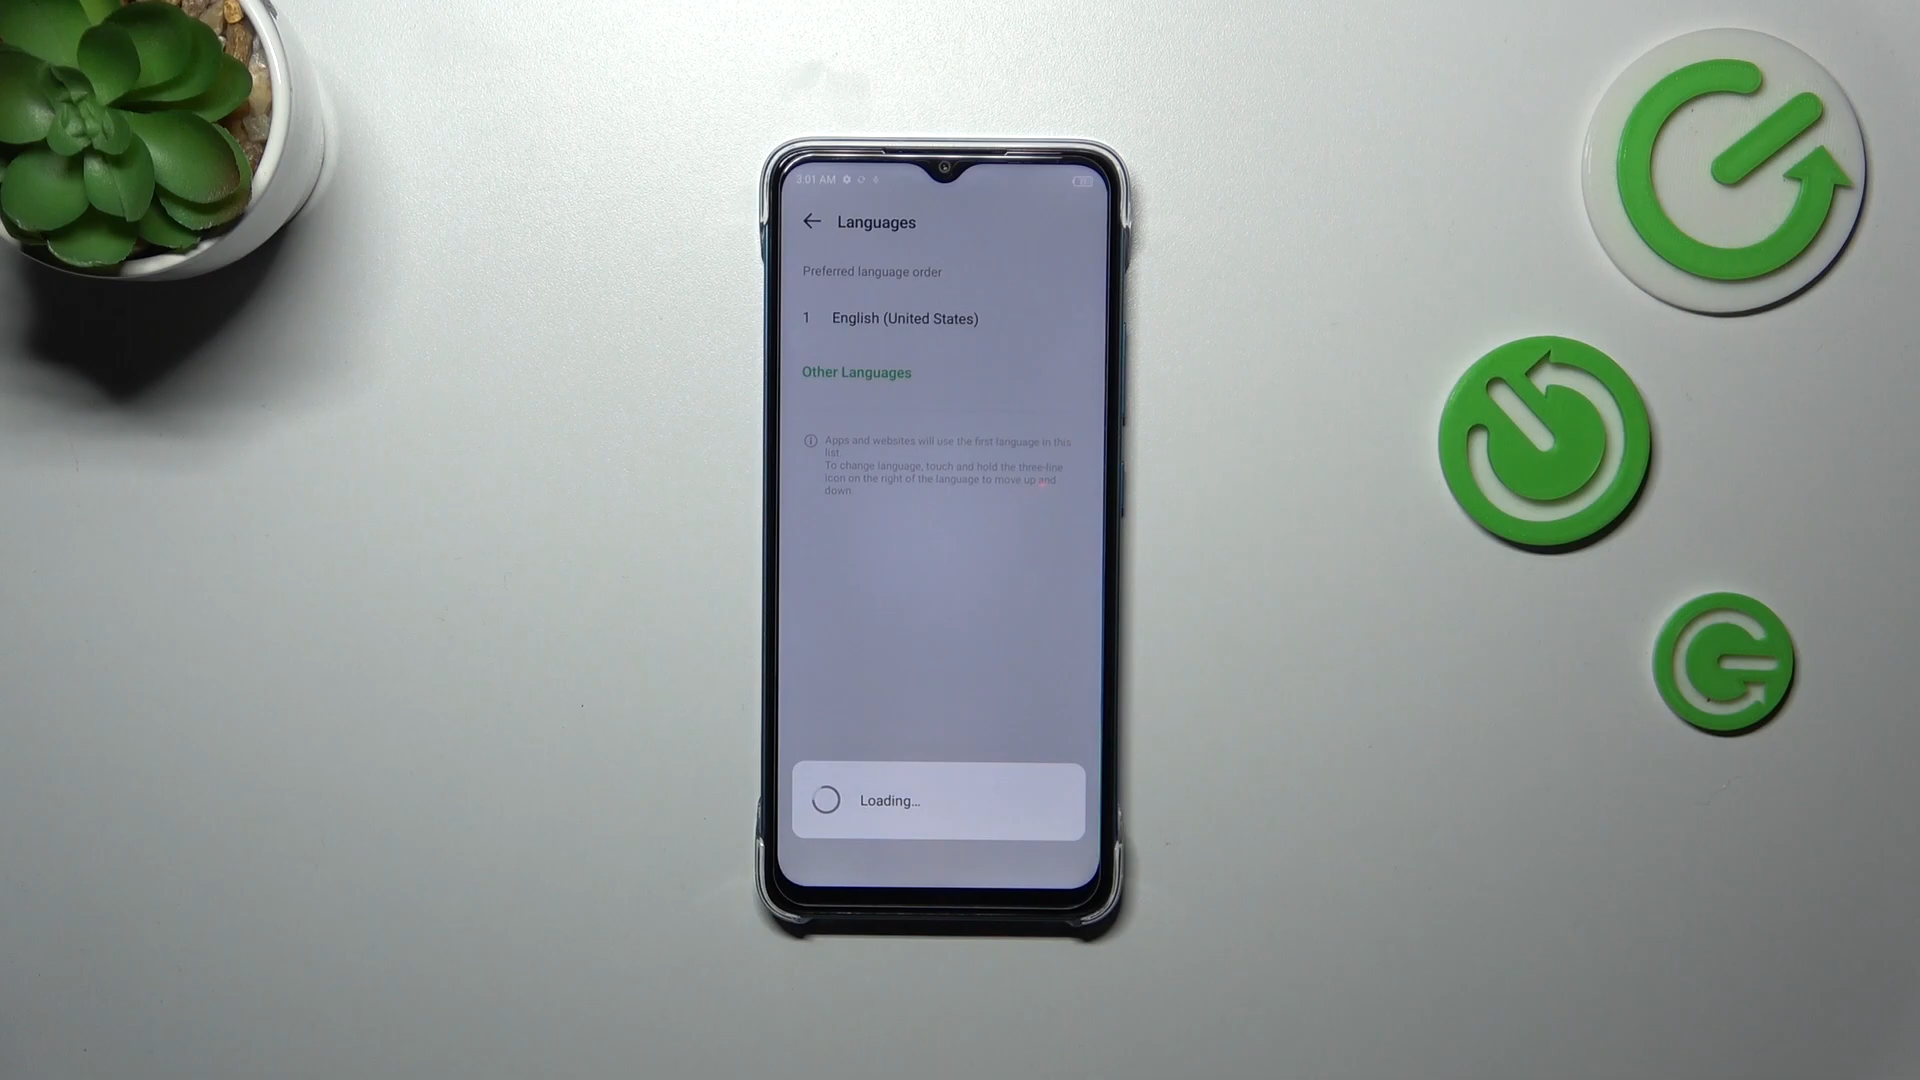 3:01 AM
Languages
Preferred language order
1 English (United States)
Other Languages
Apps and websites will use the first language in this
list.
To change language, touch and hold the three-line
icon on the right of the language to move up and
down.
Loading...